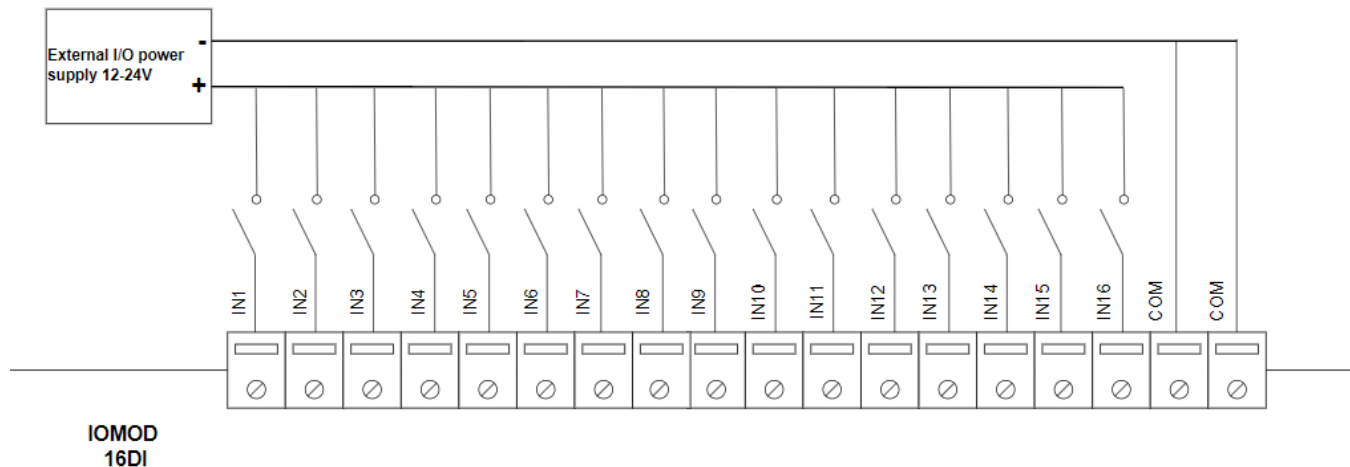 External I/O power
supply 12-24V
-
+
IN1
IN2
IN3
IN4
IN5
IN6
IN7
IN8
IN9
IN10
IN11
IN12
IN13
IN14
IN15
IN16
COM
COM
IOMOD
16DI